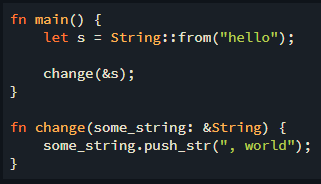 fn main() {
    let s = String::from("hello");

    change(&s);
}

fn change(some_string: &String) {
    some_string.push_str(", world");
}